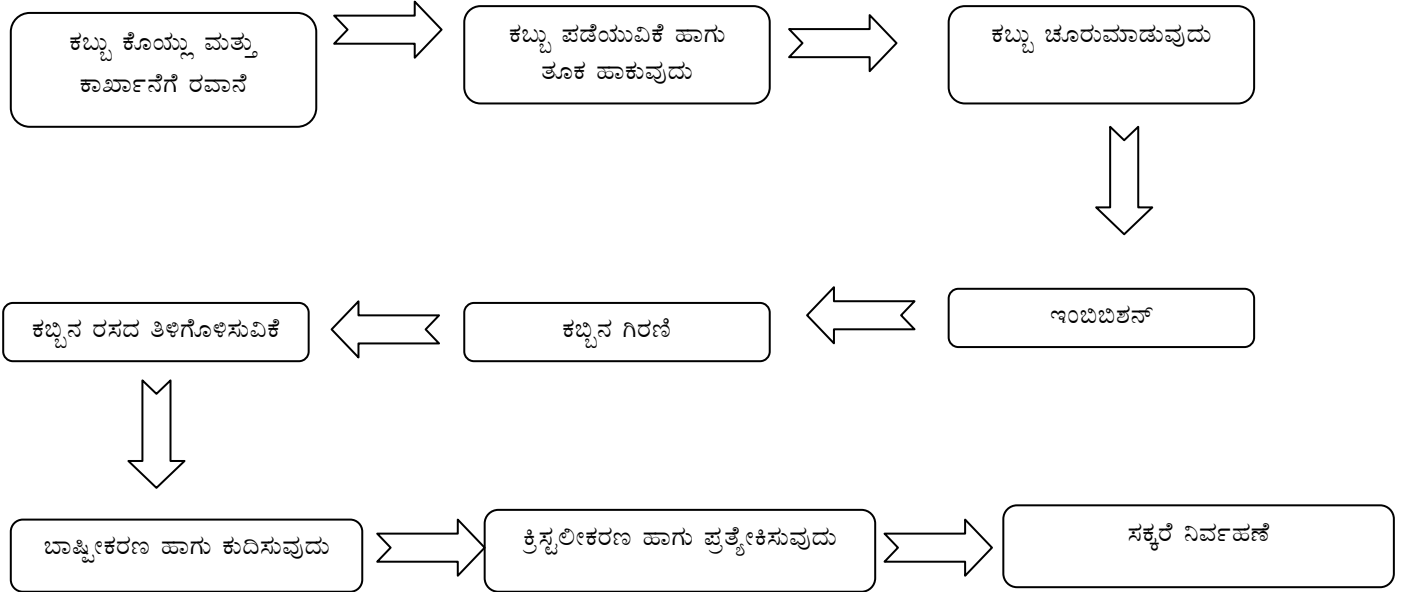 ಕಬ್ಬು ಕೊಯ್ಲು ಮತ್ತು
ಕಾರ್ಖಾನೆಗೆ ರವಾನೆ
ಕಬ್ಬು ಪಡೆಯುವಿಕೆ ಹಾಗು
ತೂಕ ಹಾಕುವುದು
ಕಬ್ಬು ಚೂರುಮಾಡುವುದು
ಇಂಬಿಬಿಶನ್
ಕಬ್ಬಿನ ಗಿರಣಿ
ಕಬ್ಬಿನ ರಸದ ತಿಳಿಗೊಳಿಸುವಿಕೆ
ಬಾಷ್ಪೀಕರಣ ಹಾಗು ಕುದಿಸುವುದು
ಕ್ರಿಸ್ಟಲೀಕರಣ ಹಾಗು ಪ್ರತ್ಯೇಕಿಸುವುದು
ಸಕ್ಕರೆ ನಿರ್ವಹಣೆ